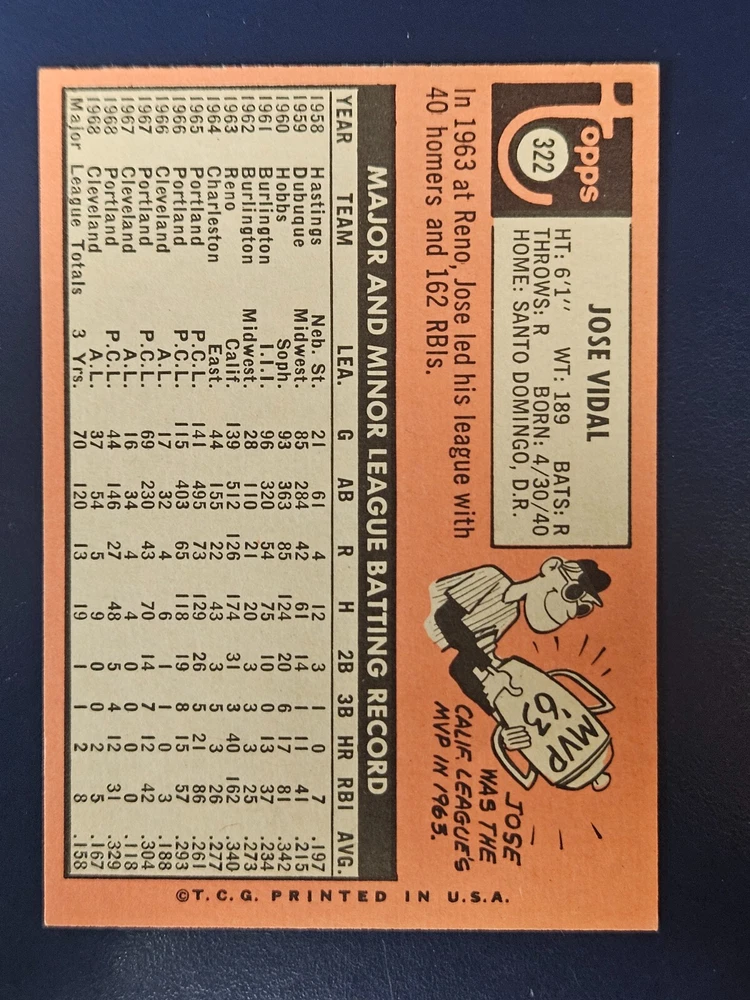 Topps
322
JOSE VIDAL
HT: 6'1" WT: 189 BATS: R
THROWS: R BORN: 4/30/40
HOME: SANTO DOMINGO, D.R.
In 1963 at Reno, Jose led his league with
40 homers and 162 RBIs.
MVP
-63
JOSE
WAS THE
CALIF. LEAGUE'S
MVP IN 1963.
MAJOR AND MINOR LEAGUE BATTING RECORD
YEAR TEAM LEA. G AB R H 2B 3B HR RBI AVG.
1958 Hastings Neb. St. 21 61 4 12 3 1 0 7 .197
1959 Dubuque Midwest. 85 284 42 61 14 1 11 41 .215
1960 Hobbs Soph. 93 363 85 124 20 6 17 81 .342
1961 Burlington I.I.I. 96 320 54 75 10 0 13 37 .234
1962 Burlington Midwest. 28 110 21 20 3 3 3 25 .273
1963 Reno Calif. 139 512 126 174 31 3 40 162 .340
1964 Charleston East. 44 155 22 43 5 3 3 26 .277
1965 Portland P.C.L. 141 495 73 129 26 5 21 86 .261
1966 Portland P.C.L. 115 403 65 118 19 8 15 57 .293
1966 Cleveland A.L. 17 32 4 6 1 1 0 3 .188
1967 Portland P.C.L. 69 230 43 70 14 7 12 42 .304
1967 Cleveland A.L. 16 34 4 4 0 0 0 0 .118
1968 Portland P.C.L. 44 146 27 48 5 4 12 31 .329
1968 Cleveland A.L. 37 54 5 9 0 0 2 5 .167
Major League Totals 3 Yrs. 70 120 13 19 1 1 2 8 .158
©T.C.G. PRINTED IN U.S.A.